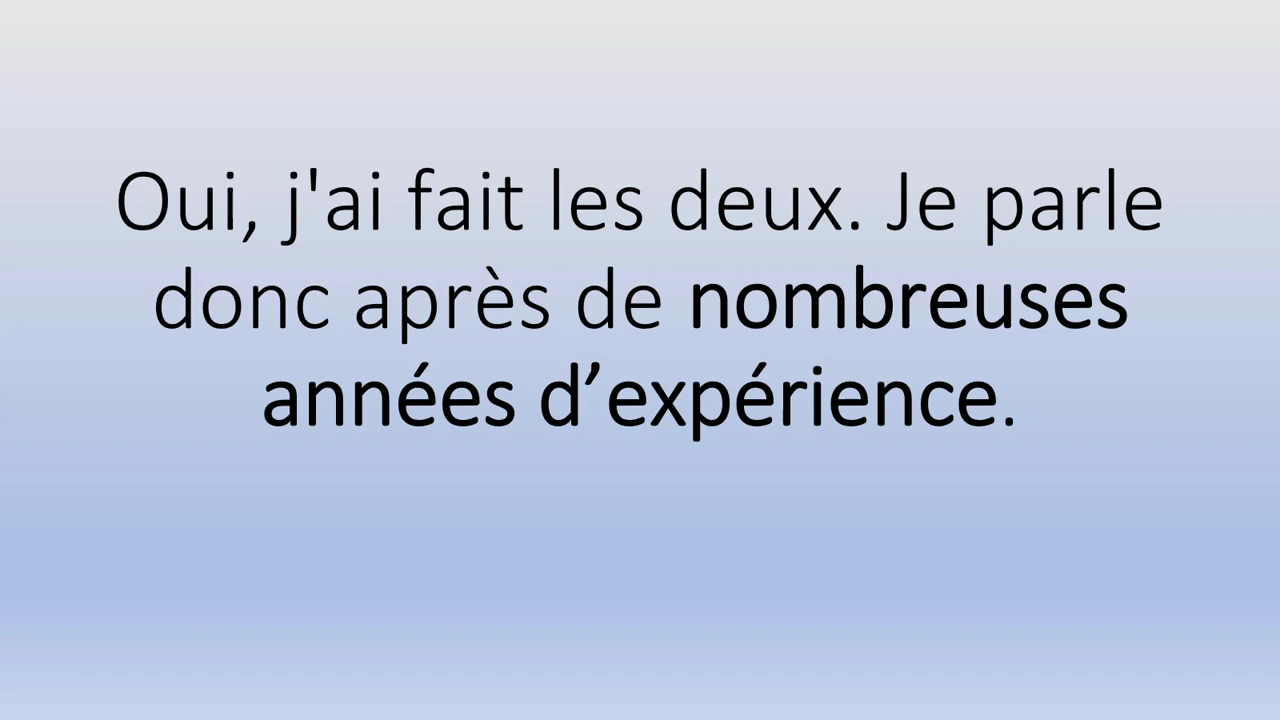 Oui, j'ai fait les deux. Je parle
donc après de nombreuses
années d’expérience.